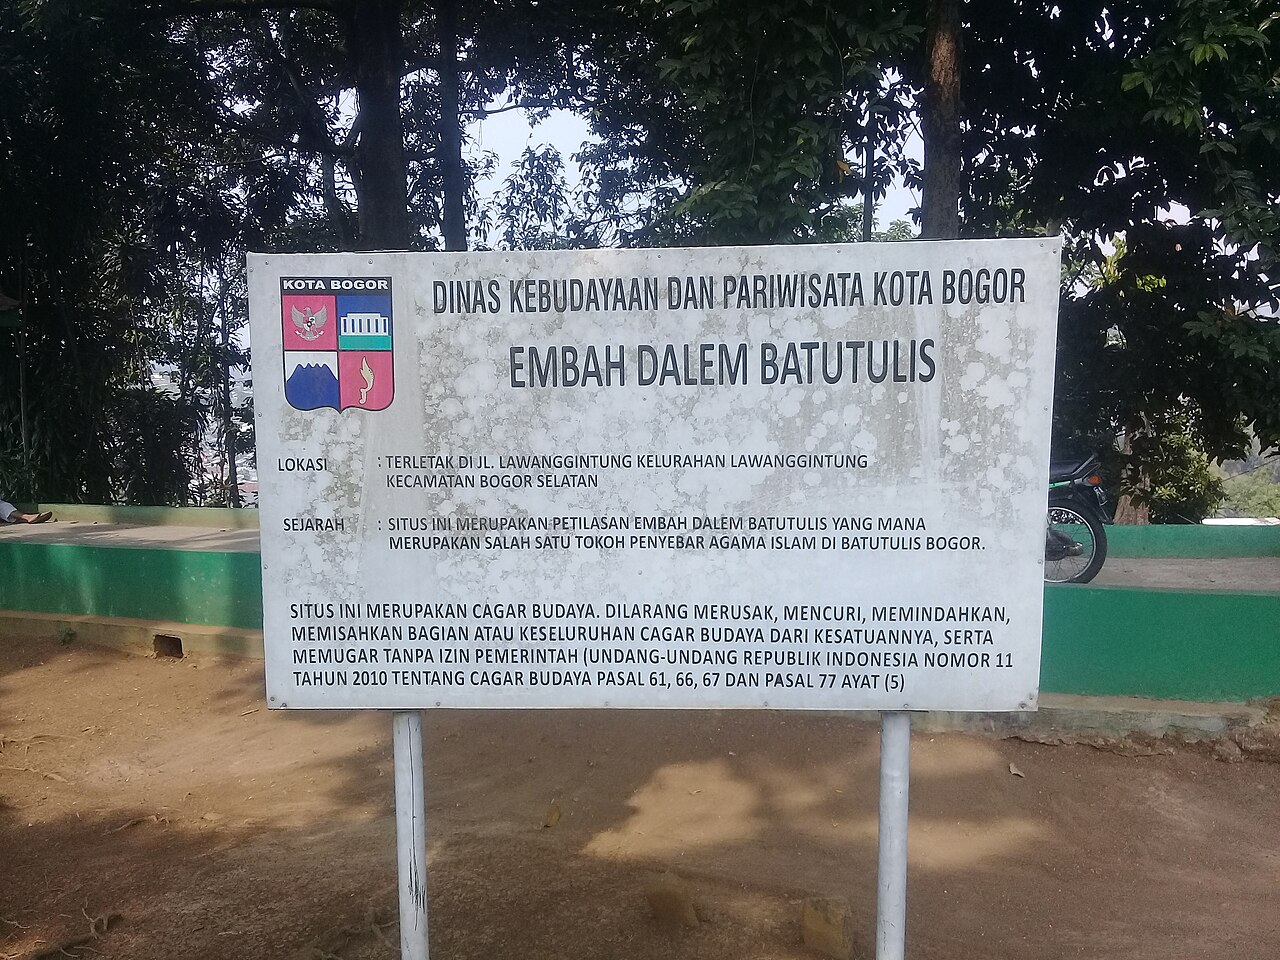 KOTA BOGOR
DINAS KEBUDAYAAN DAN PARIWISATA KOTA BOGOR
EMBAH DALEM BATUTULIS
LOKASI : TERLETAK DI JL. LAWANGGINTUNG KELURAHAN LAWANGGINTUNG
KECAMATAN BOGOR SELATAN
SEJARAH : SITUS INI MERUPAKAN PETILASAN EMBAH DALEM BATUTULIS YANG MANA
MERUPAKAN SALAH SATU TOKOH PENYEBAR AGAMA ISLAM DI BATUTULIS BOGOR.
SITUS INI MERUPAKAN CAGAR BUDAYA. DILARANG MERUSAK, MENCURI, MEMINDAHKAN,
MEMISAHKAN BAGIAN ATAU KESELURUHAN CAGAR BUDAYA DARI KESATUANNYA, SERTA
MEMUGAR TANPA IZIN PEMERINTAH (UNDANG-UNDANG REPUBLIK INDONESIA NOMOR 11
TAHUN 2010 TENTANG CAGAR BUDAYA PASAL 61, 66, 67 DAN PASAL 77 AYAT (5)